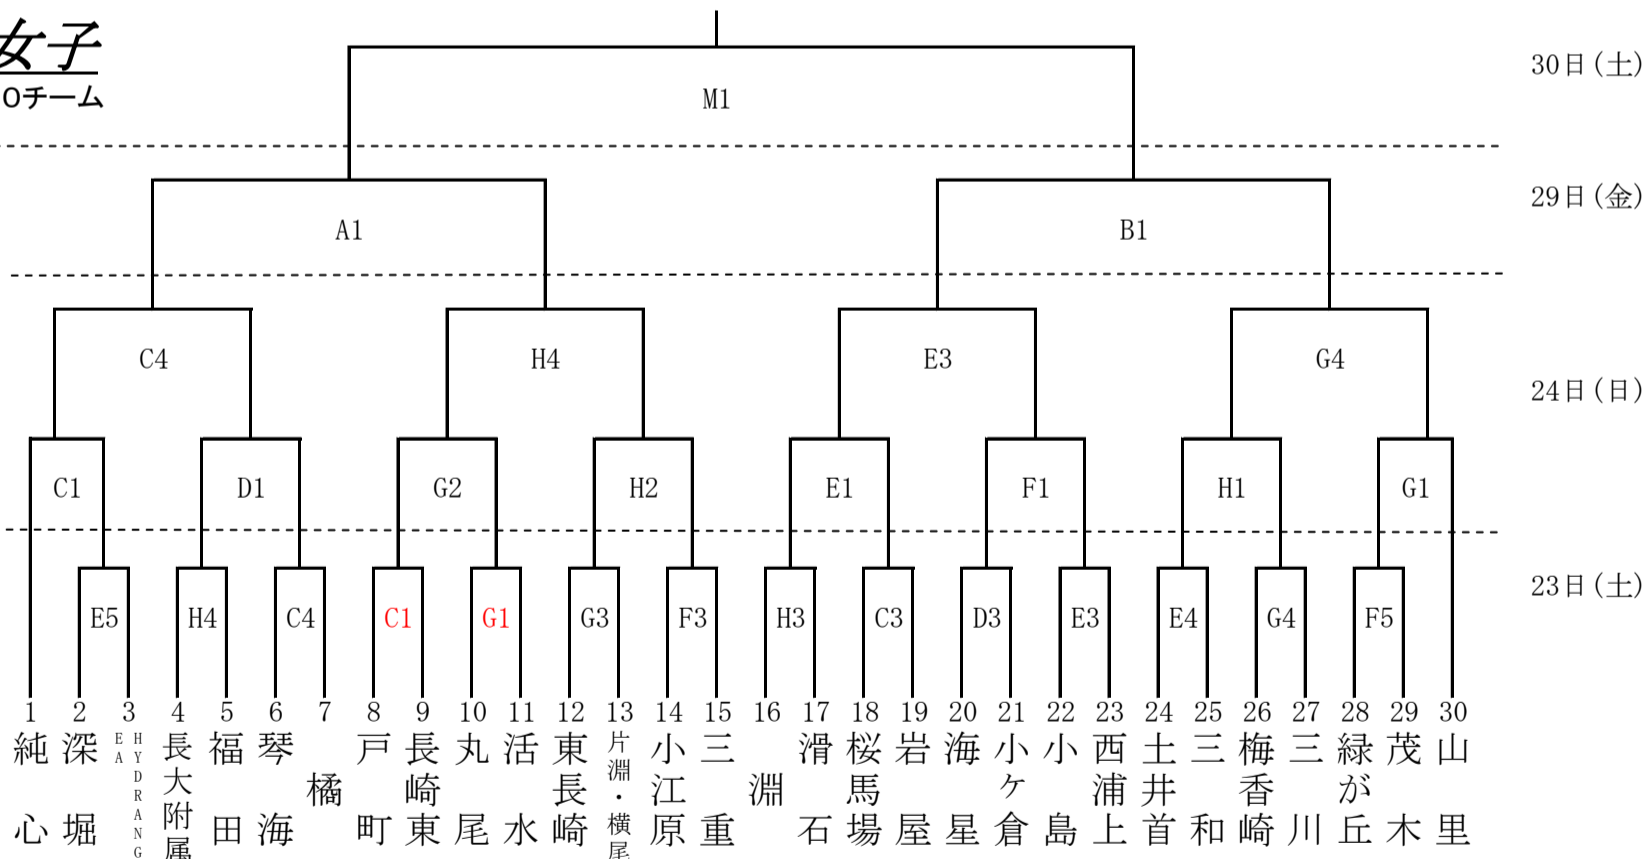 女子
0チーム
30日(土)
M1
29日(金)
A1
B1
C4
H4
E3
G4
24日(日)
C1
D1
G2
H2
E1
F1
H1
G1
23日(土)
E5
H4
C4
C1
G1
G3
F3
H3
C3
D3
E3
E4
G4
F5
1
2
3
4
5
6
7
8
9
10
11
12
13
14
15
16
17
18
19
20
21
22
23
24
25
26
27
28
29
30
純心
深堀
HYDRANG
EA
長大附属
福田
琴海
橘
戸町
長崎東
丸尾
活水
東長崎
片淵・横尾
小江原
三重
淵
滑石
桜馬場
岩屋
海星
小ケ倉
小島
西浦上
土井首
三和
梅香崎
三川
緑が丘
茂木
山里